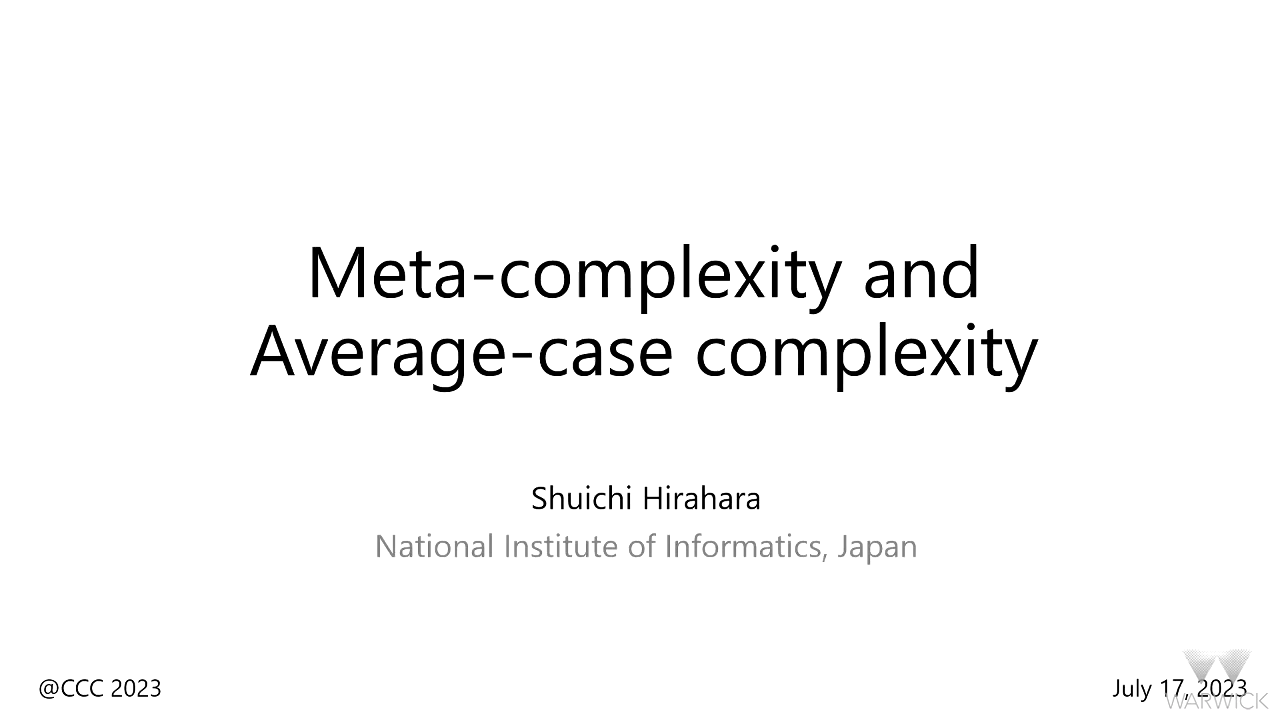 Meta-complexity and
Average-case complexity
Shuichi Hirahara
National Institute of Informatics, Japan
@CCC 2023
July 17, 2023
WARWICK